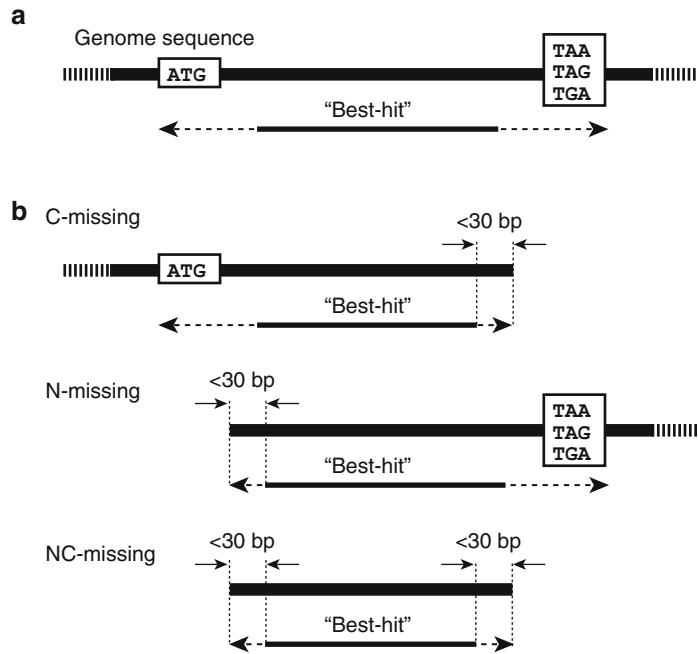 a
Genome sequence
ATG
TAA
TAG
TGA
“Best-hit”
b
C-missing
<30 bp
ATG
“Best-hit”
N-missing
<30 bp
TAA
TAG
TGA
“Best-hit”
NC-missing
<30 bp
<30 bp
“Best-hit”